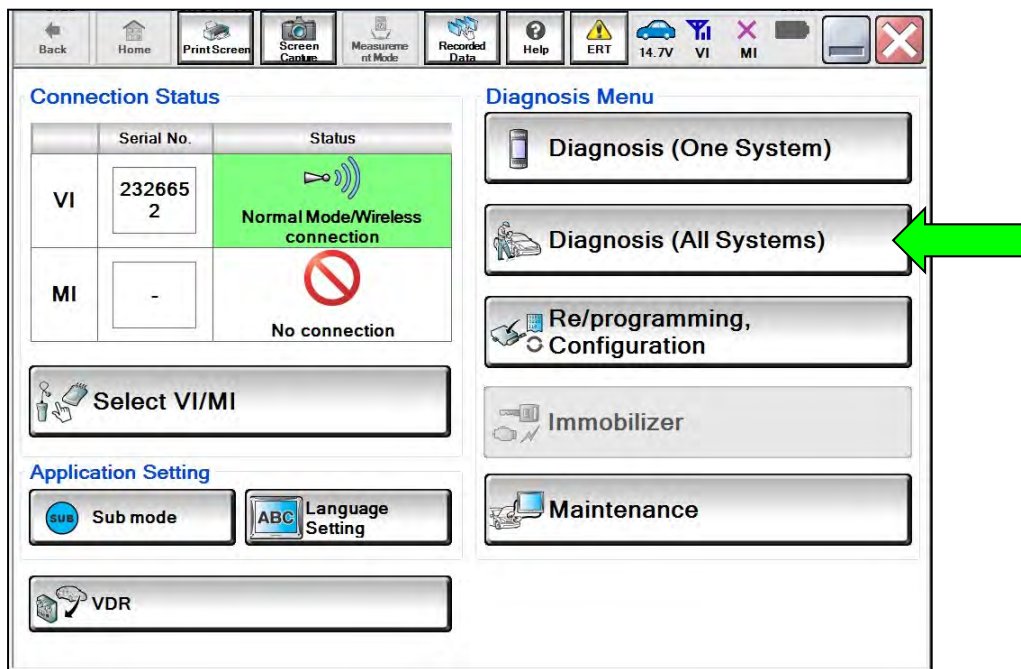 Back
Home
Print Screen
Screen
Capture
Measureme
nt Mode
Recorded
Data
Help
ERT
14.7V
VI
MI
Connection Status
Serial No.
Status
VI
232665
2
Normal Mode/Wireless
connection
MI
-
No connection
Select VI/MI
Application Setting
SUB
Sub mode
ABC
Language
Setting
VDR
Diagnosis Menu
Diagnosis (One System)
Diagnosis (All Systems)
Re/programming,
Configuration
Immobilizer
Maintenance